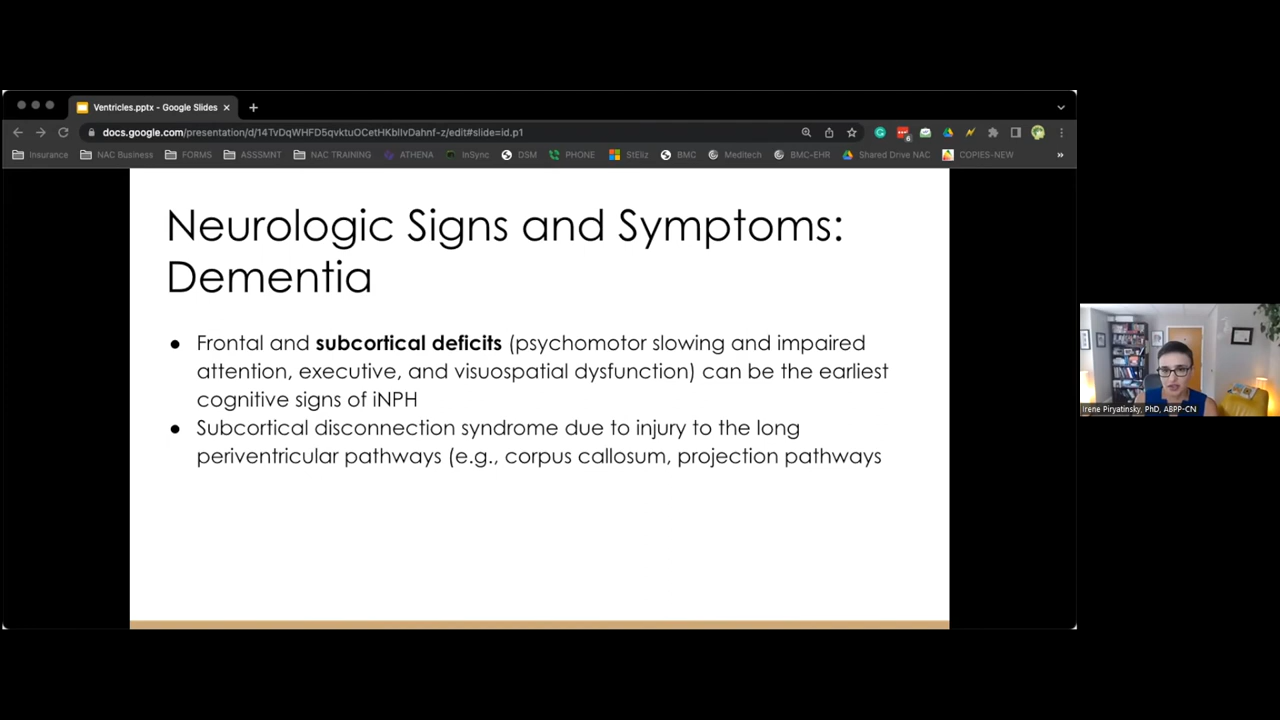 Ventricles.pptx - Google Slides
docs.google.com/presentation/d/14TvDqWHFD5qvktuOCetHKbIIvDahnf-z/edit#slide=id.p1
Insurance NAC Business FORMS ASSSMNT NAC TRAINING ATHENA InSync DSM PHONE StEliz BMC Meditech BMC-EHR Shared Drive NAC COPIES-NEW
Neurologic Signs and Symptoms:
Dementia
● Frontal and subcortical deficits (psychomotor slowing and impaired
attention, executive, and visuospatial dysfunction) can be the earliest
cognitive signs of iNPH
● Subcortical disconnection syndrome due to injury to the long
periventricular pathways (e.g., corpus callosum, projection pathways
Irene Piryatinsky, PhD, ABPP-CN